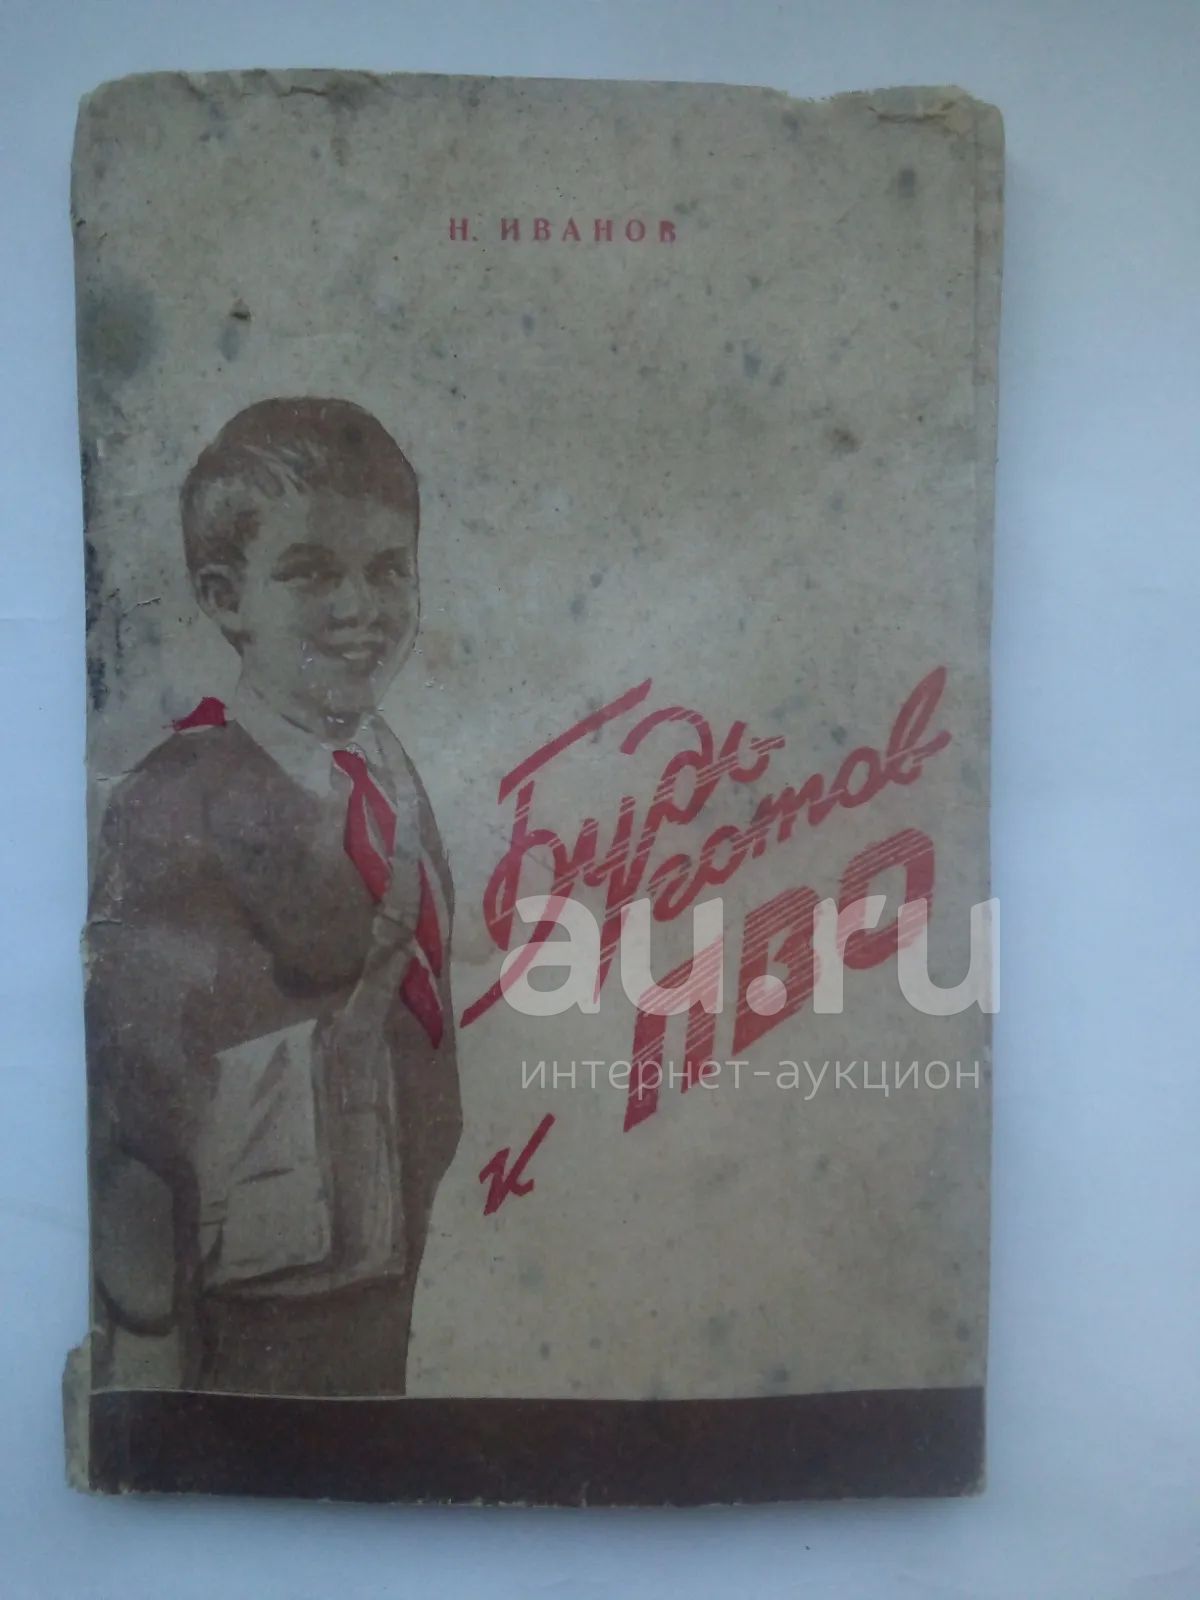 Н. ИВАНОВ
Будь
готов
к ПВО
au.ru
интернет-аукцион